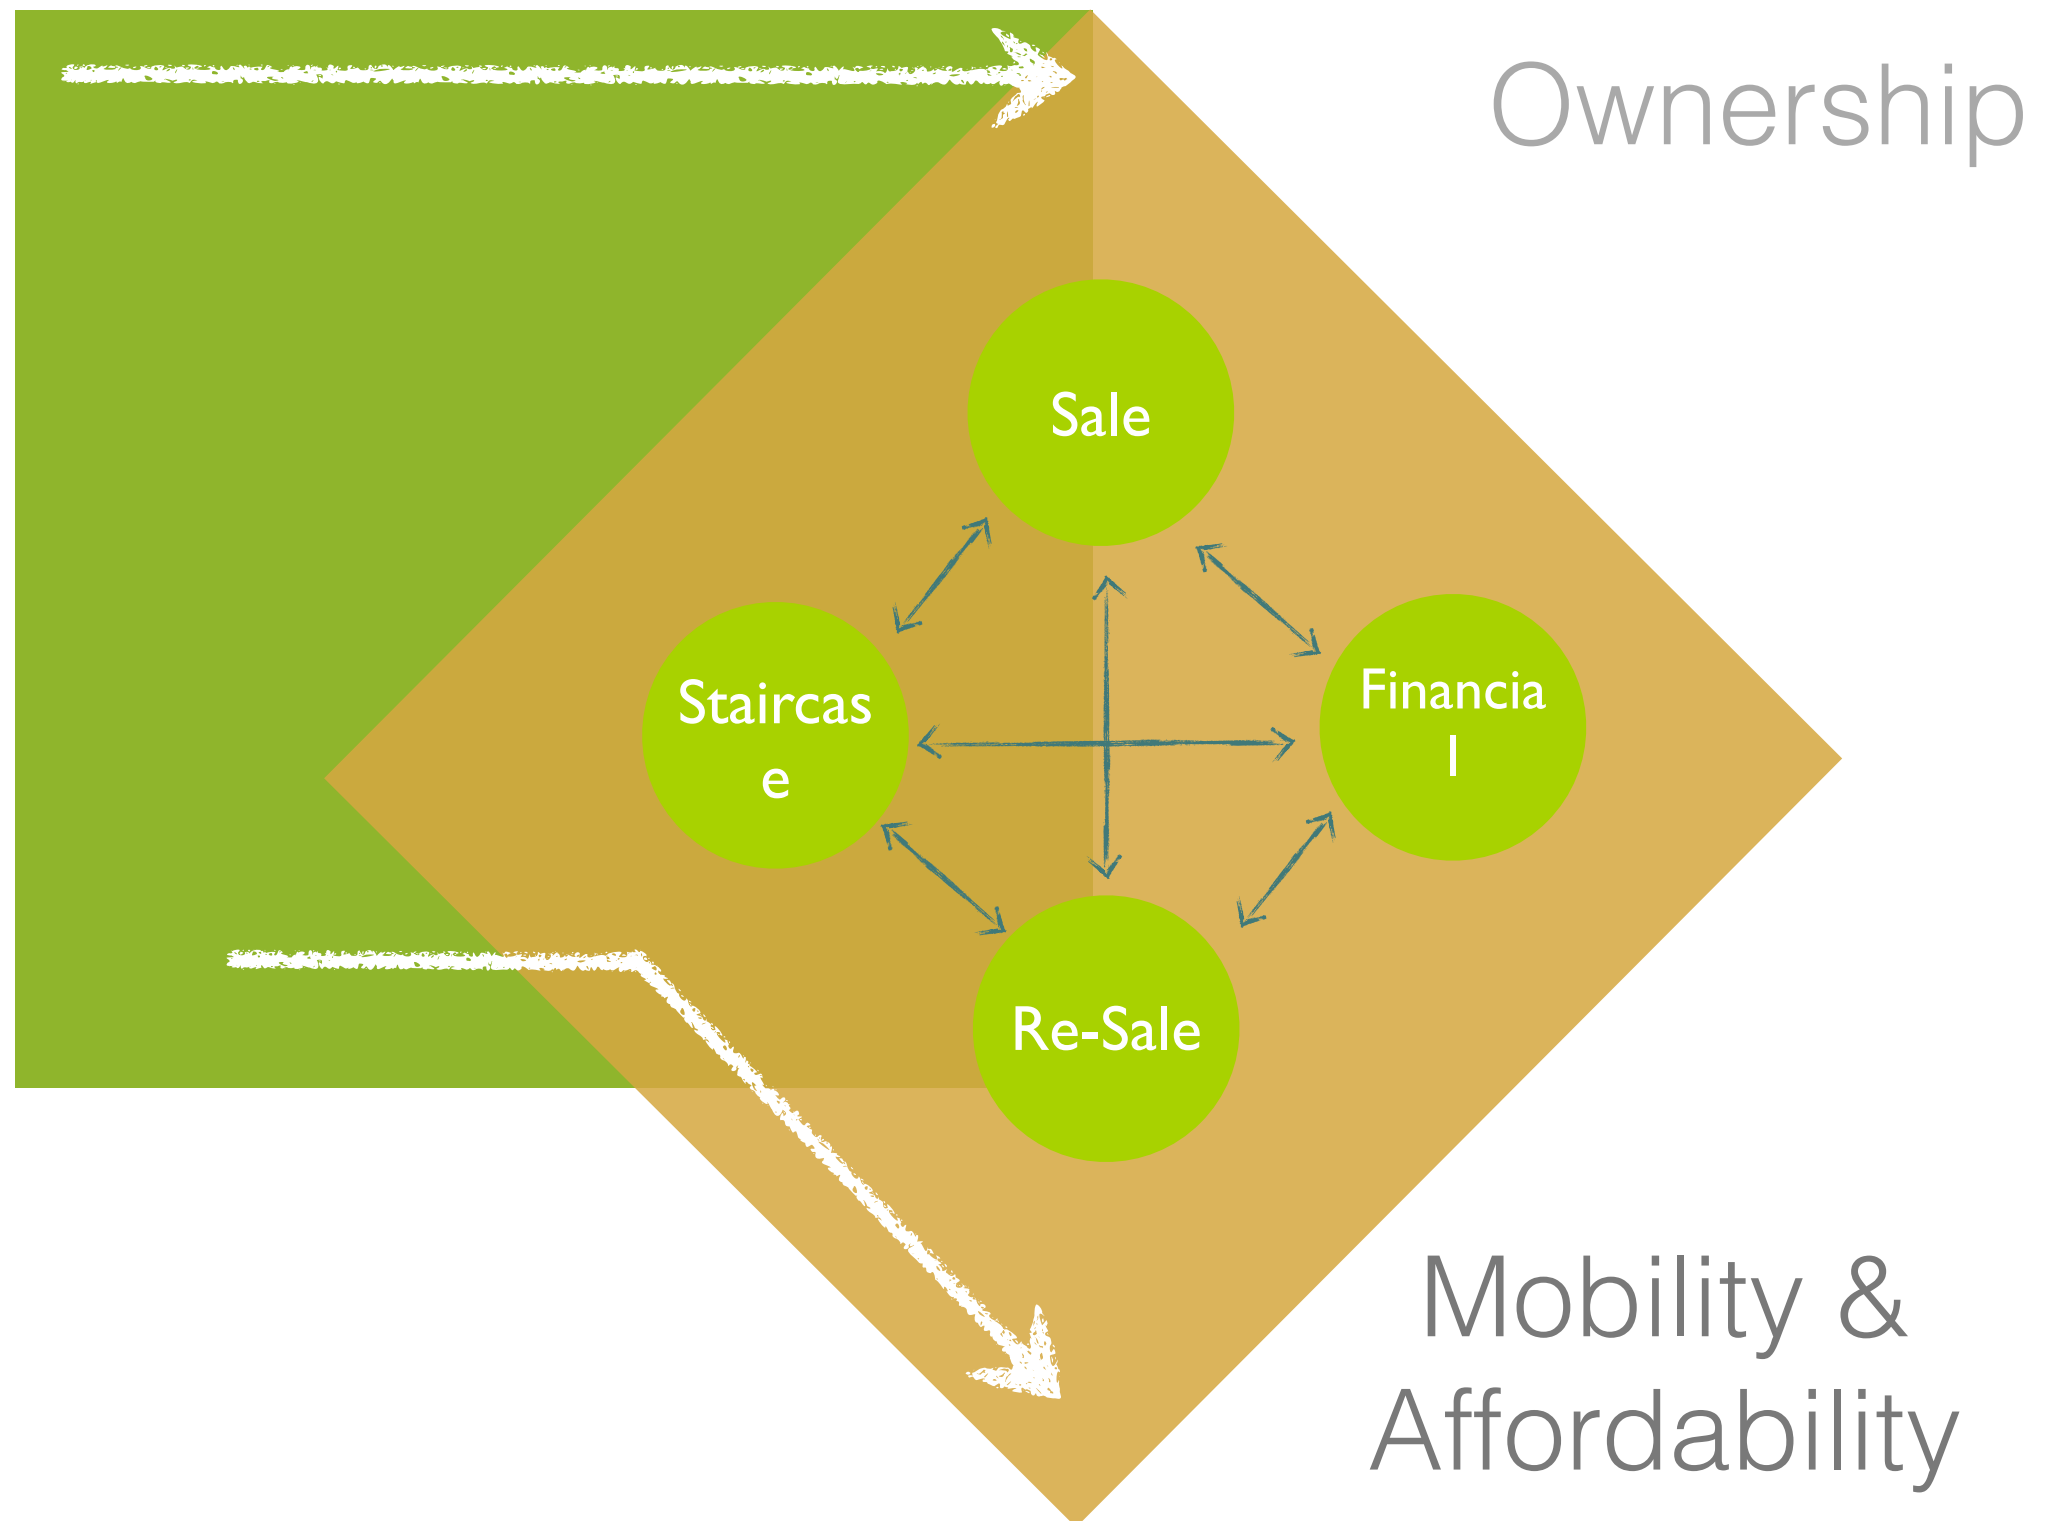 Ownership
Sale
Staircas
e
Financia
l
Re-Sale
Mobility &
Affordability